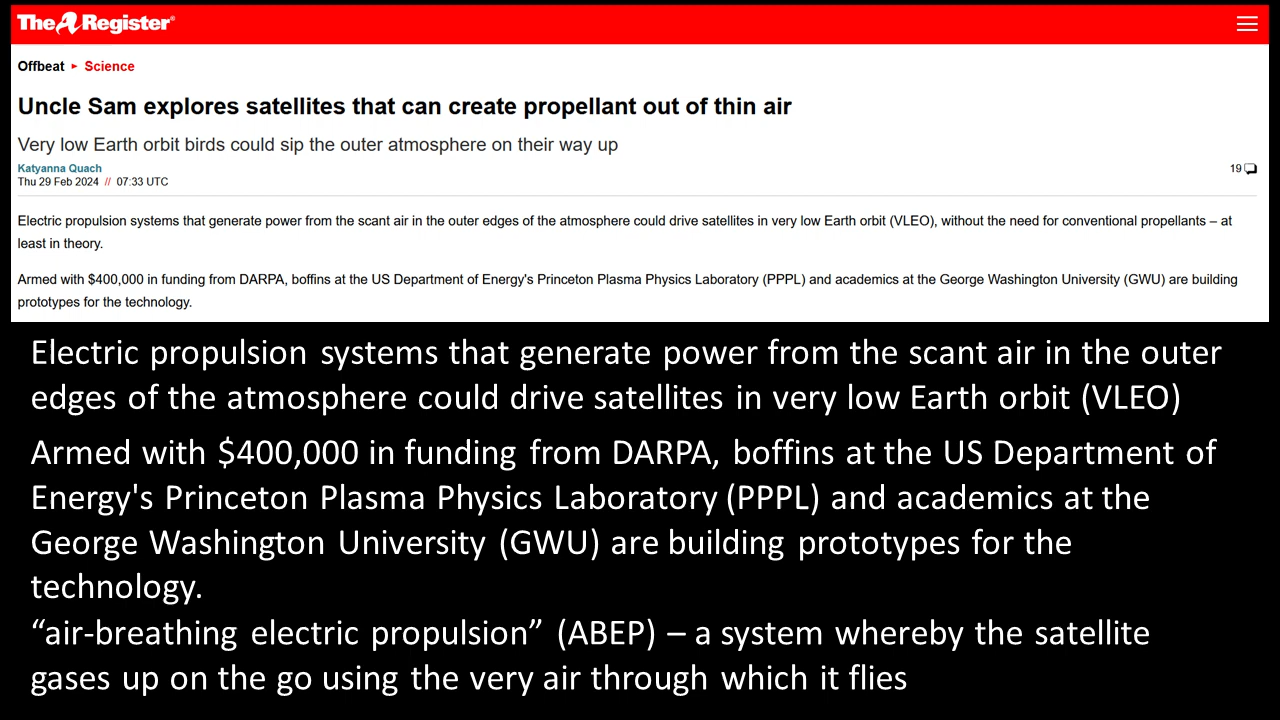 The Register®
Offbeat ▸ Science
Uncle Sam explores satellites that can create propellant out of thin air
Very low Earth orbit birds could sip the outer atmosphere on their way up
Katyanna Quach
19
Thu 29 Feb 2024 // 07:33 UTC
Electric propulsion systems that generate power from the scant air in the outer edges of the atmosphere could drive satellites in very low Earth orbit (VLEO), without the need for conventional propellants – at
least in theory.
Armed with $400,000 in funding from DARPA, boffins at the US Department of Energy's Princeton Plasma Physics Laboratory (PPPL) and academics at the George Washington University (GWU) are building
prototypes for the technology.
Electric propulsion systems that generate power from the scant air in the outer
edges of the atmosphere could drive satellites in very low Earth orbit (VLEO)
Armed with $400,000 in funding from DARPA, boffins at the US Department of
Energy's Princeton Plasma Physics Laboratory (PPPL) and academics at the
George Washington University (GWU) are building prototypes for the
technology.
“air-breathing electric propulsion” (ABEP) – a system whereby the satellite
gases up on the go using the very air through which it flies